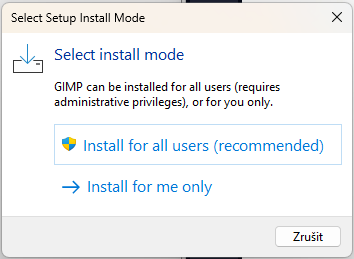 Select Setup Install Mode
Select install mode
GIMP can be installed for all users (requires
administrative privileges), or for you only.
Install for all users (recommended)
Install for me only
Zrušit